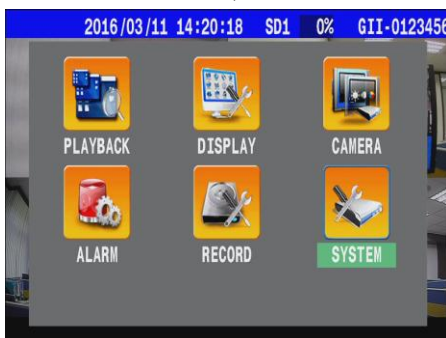 2016/03/11 14:20:18 SD1 0% GII-0123456
PLAYBACK DISPLAY CAMERA
ALARM RECORD SYSTEM